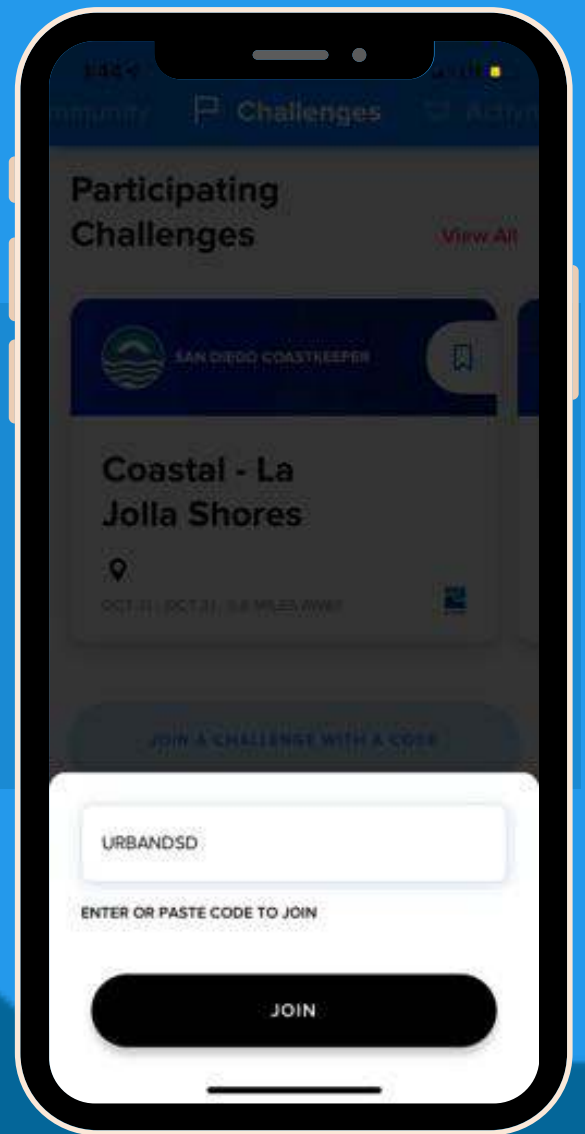 Challenges
Participating
Challenges
View All
SAN DIEGO COASTKEEPER
Coastal - La
Jolla Shores
JOIN A CHALLENGE WITH A CODE
URBANDSD
ENTER OR PASTE CODE TO JOIN
JOIN